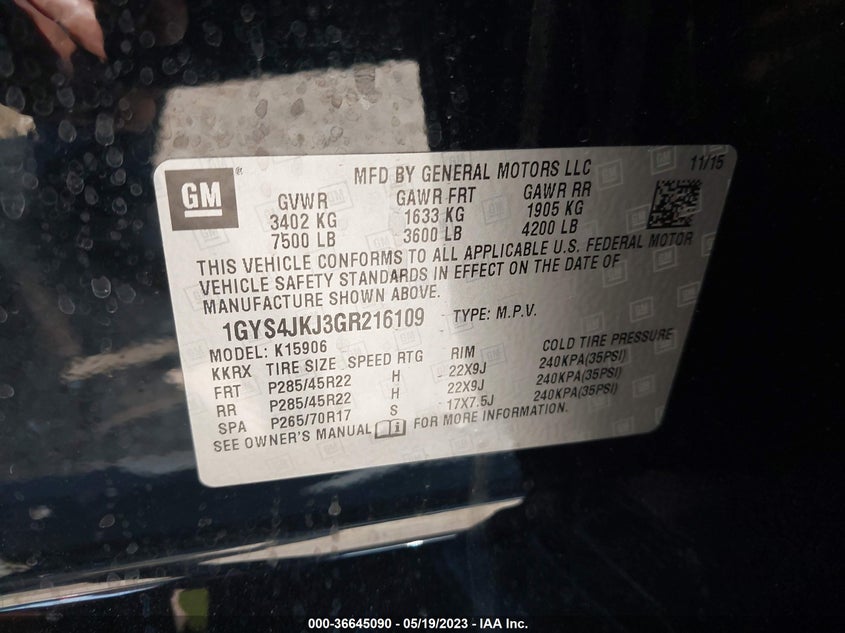 MFD BY GENERAL MOTORS LLC 11/15
GM
GVWR GAWR FRT GAWR RR
3402 KG 1633 KG 1905 KG
7500 LB 3600 LB 4200 LB
THIS VEHICLE CONFORMS TO ALL APPLICABLE U.S. FEDERAL MOTOR
VEHICLE SAFETY STANDARDS IN EFFECT ON THE DATE OF
MANUFACTURE SHOWN ABOVE.
1GYS4JKJ3GR216109 TYPE: M.P.V.
MODEL: K15906
KKRX TIRE SIZE SPEED RTG RIM COLD TIRE PRESSURE
FRT P285/45R22 H 22X9J 240KPA(35PSI)
RR P285/45R22 H 22X9J 240KPA(35PSI)
SPA P265/70R17 S 17X7.5J 240KPA(35PSI)
SEE OWNER'S MANUAL FOR MORE INFORMATION.
000-36645090 - 05/19/2023 - IAA Inc.